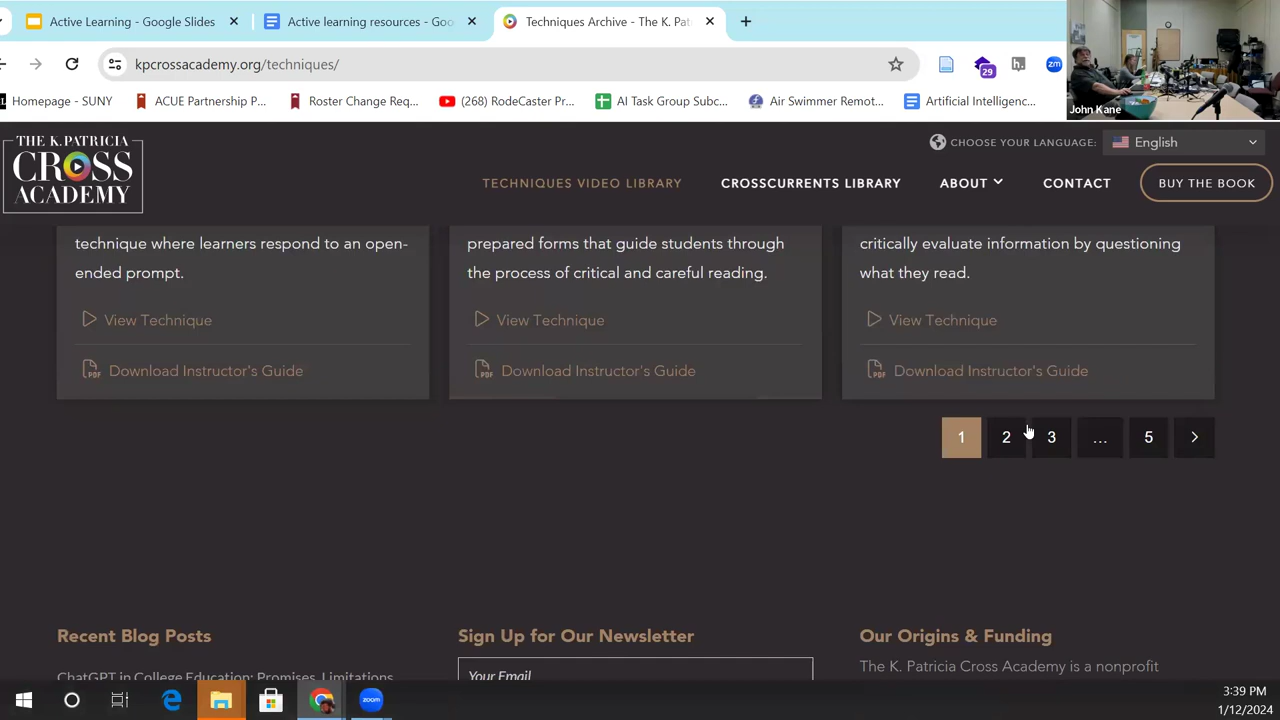 Active Learning - Google Slides
Active learning resources - Goo
Techniques Archive - The K. Pat
kpcrossacademy.org/techniques/
29
h.
zm
Homepage - SUNY
ACUE Partnership P...
Roster Change Req...
(268) RodeCaster Pr...
AI Task Group Subc...
Air Swimmer Remot...
Artificial Intelligenc...
John Kane
THE K. PATRICIA
CROSS
ACADEMY
CHOOSE YOUR LANGUAGE:
English
TECHNIQUES VIDEO LIBRARY
CROSSCURRENTS LIBRARY
ABOUT
CONTACT
BUY THE BOOK
technique where learners respond to an open-
ended prompt.
View Technique
PDF Download Instructor's Guide
prepared forms that guide students through
the process of critical and careful reading.
View Technique
PDF Download Instructor's Guide
critically evaluate information by questioning
what they read.
View Technique
PDF Download Instructor's Guide
1 2 3 ... 5
Recent Blog Posts
ChatGPT in College Education: Promises, Limitations
Sign Up for Our Newsletter
Your Email
Our Origins & Funding
The K. Patricia Cross Academy is a nonprofit
zoom
3:39 PM
1/12/2024